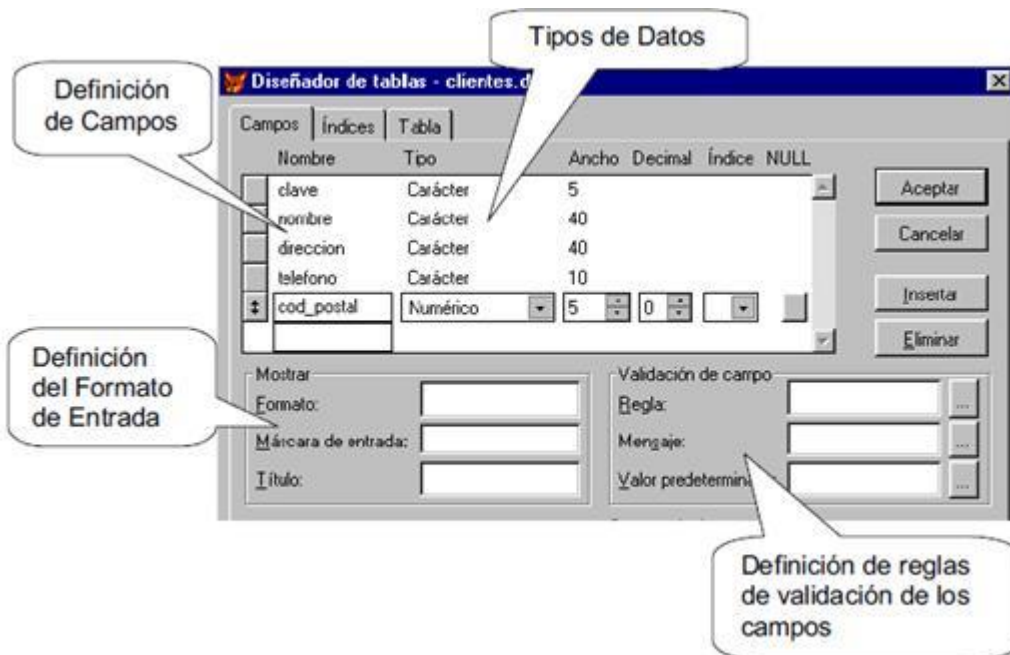 Tipos de Datos
Definición
de Campos
Diseñador de tablas - clientes.d
Campos Índices Tabla
Nombre Tipo Ancho Decimal Índice NULL
clave Carácter 5
nombre Carácter 40
direccion Carácter 40
telefono Carácter 10
cod_postal Numérico 5 0
Aceptar
Cancelar
Insertar
Eliminar
Definición
del Formato
de Entrada
Mostrar
Formato:
Máscara de entrada:
Título:
Validación de campo
Regla:
...
Mensaje:
...
Valor predetermina
...
Definición de reglas
de validación de los
campos